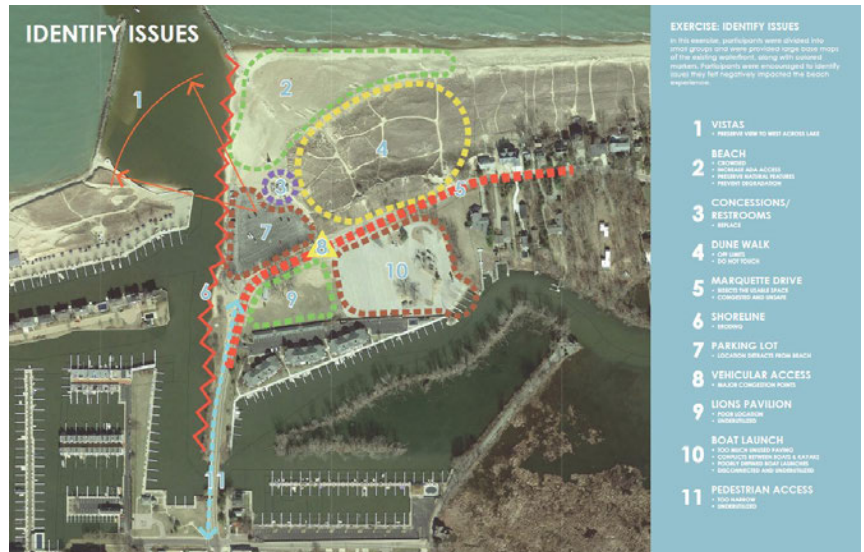 IDENTIFY ISSUES
1
2
3
4
5
6
7
8
9
10
11
EXERCISE: IDENTIFY ISSUES
In this exercise, participants were divided into
small groups and were provided large base maps
of the existing waterfront, along with colored
markers. Participants were encouraged to identify
issues they felt negatively impacted the beach
experience.
1 VISTAS
• PRESERVE VIEW TO WEST ACROSS LAKE
2 BEACH
• CROWDED
• INCREASE ADA ACCESS
• PRESERVE NATURAL FEATURES
• PREVENT DEGRADATION
3 CONCESSIONS/
RESTROOMS
• REPLACE
4 DUNE WALK
• OFF LIMITS
• DO NOT TOUCH
5 MARQUETTE DRIVE
• BISECTS THE USABLE SPACE
• CONGESTED AND UNSAFE
6 SHORELINE
• ERODING
7 PARKING LOT
• LOCATION DETRACTS FROM BEACH
8 VEHICULAR ACCESS
• MAJOR CONGESTION POINTS
9 LIONS PAVILION
• POOR LOCATION
• UNDERUTILIZED
10 BOAT LAUNCH
• TOO MUCH UNUSED PAVING
• CONFLICTS BETWEEN BOATS & KAYAKS
• POORLY DEFINED BOAT LAUNCHES
• DISCONNECTED AND UNDERUTILIZED
11 PEDESTRIAN ACCESS
• TOO NARROW
• UNDERUTILIZED